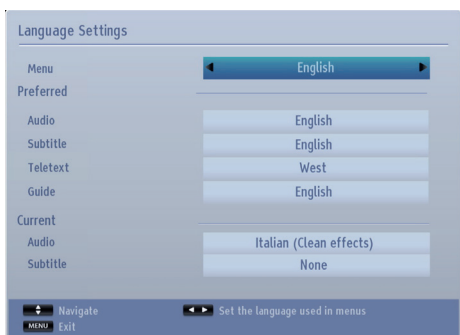 Language Settings
Menu English
Preferred
Audio English
Subtitle English
Teletext West
Guide English
Current
Audio Italian (Clean effects)
Subtitle None
Navigate Set the language used in menus
MENU Exit